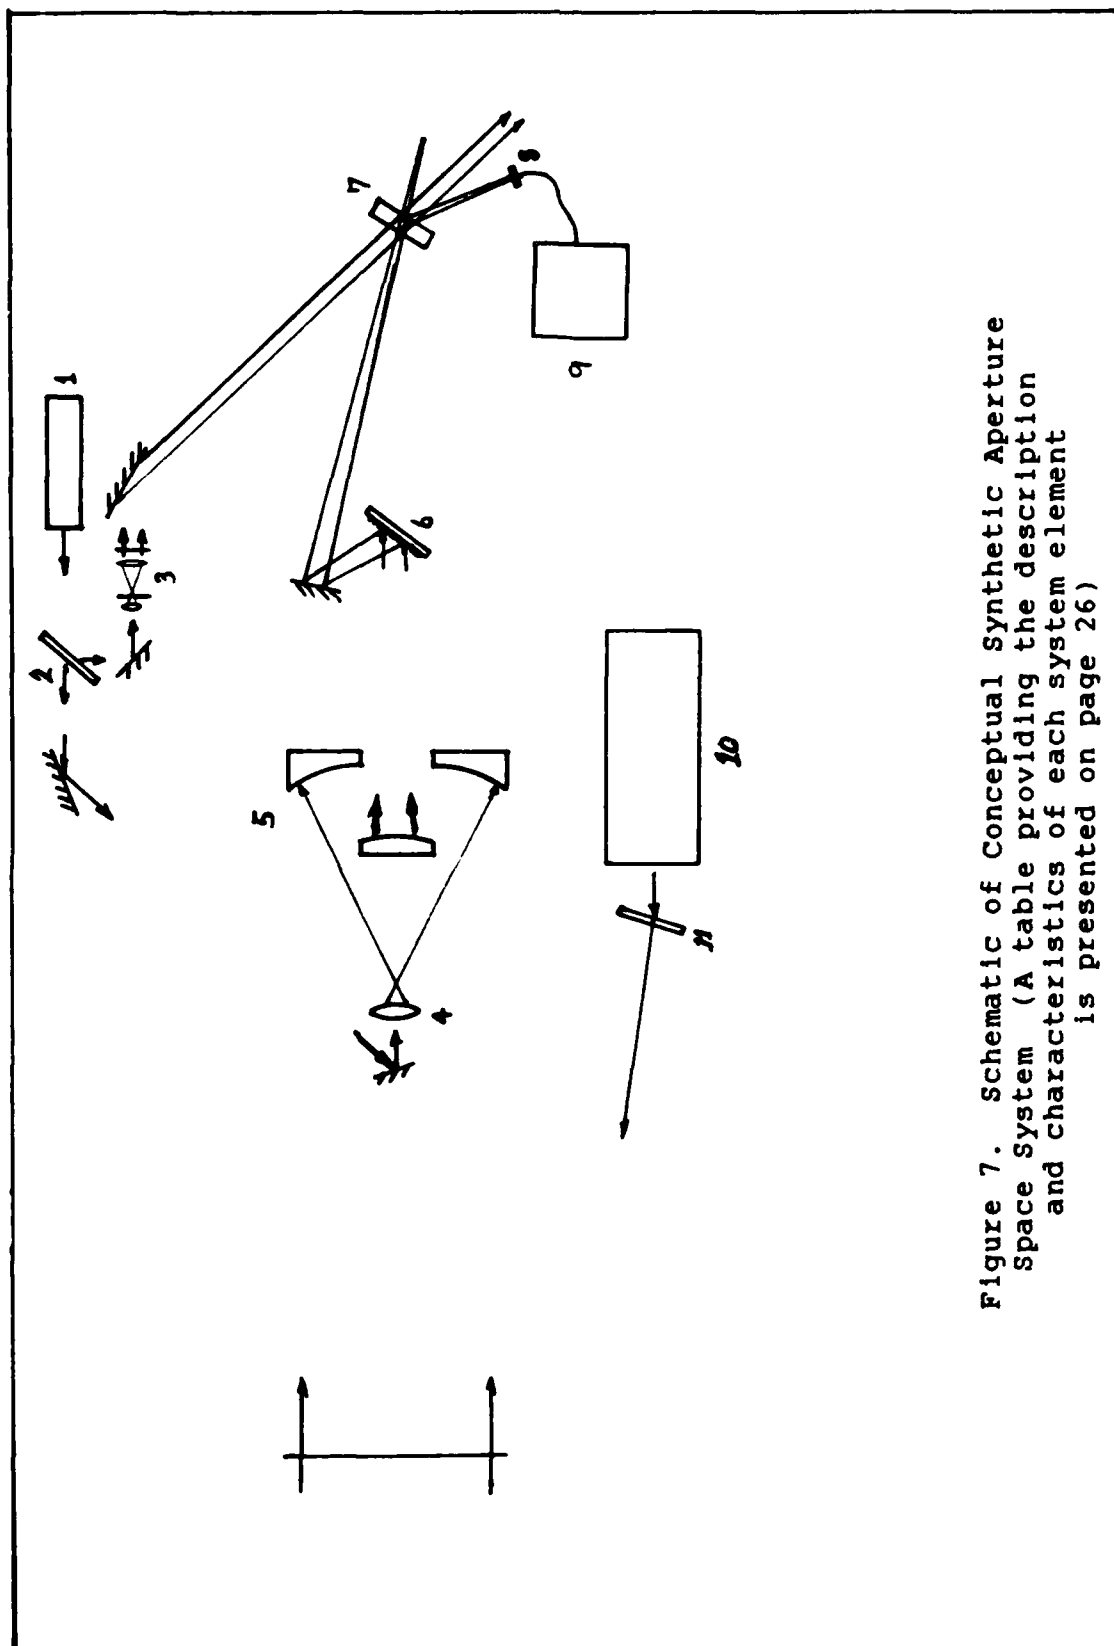 1
2
3
4
5
6
7
8
9
10
11
Figure 7. Schematic of Conceptual Synthetic Aperture
Space System (A table providing the description
and characteristics of each system element
is presented on page 26)